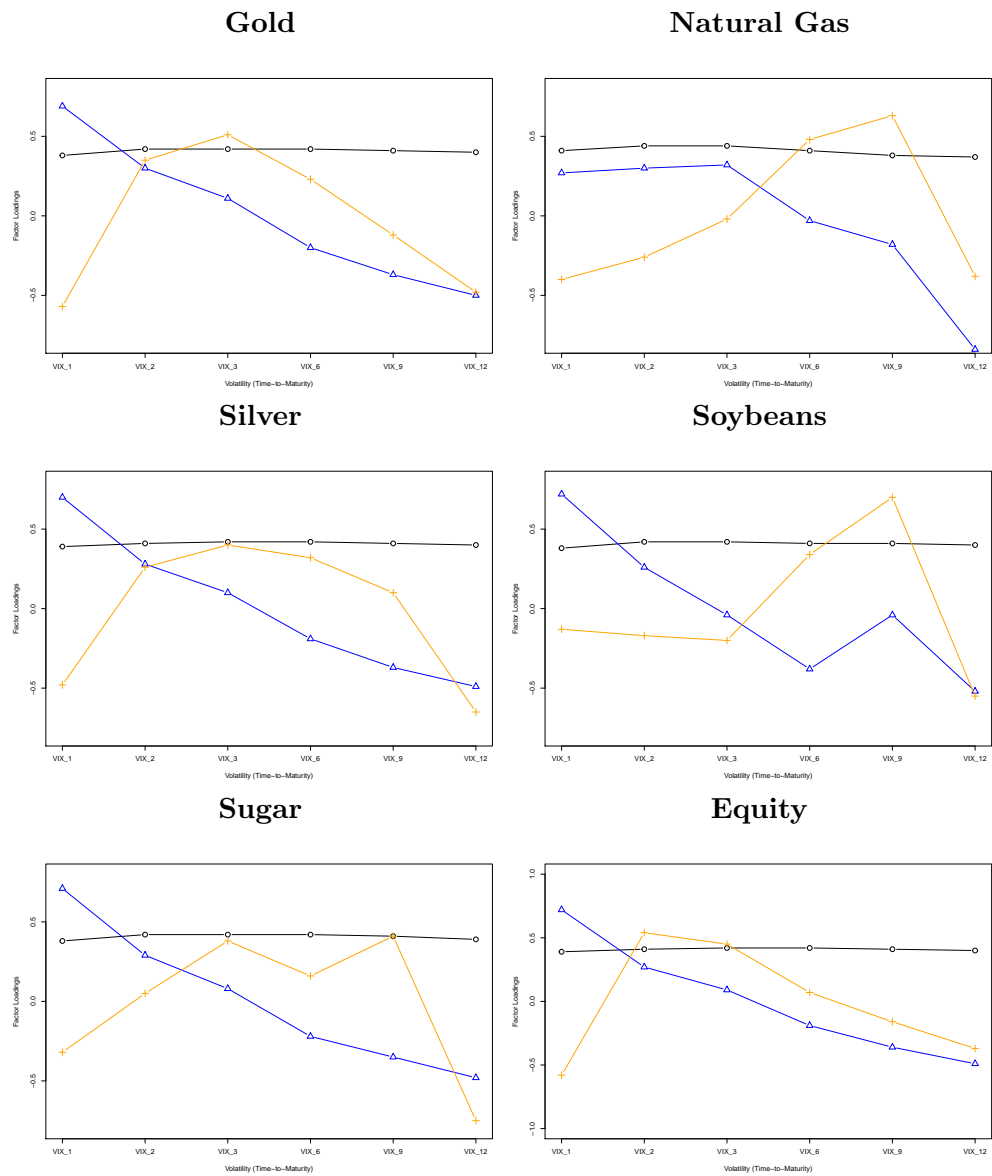 Gold
Natural Gas
Factor Loadings
0.5
0.0
−0.5
VIX_1 VIX_2 VIX_3 VIX_6 VIX_9 VIX_12
Volatility (Time−to−Maturity)
Factor Loadings
0.5
0.0
−0.5
VIX_1 VIX_2 VIX_3 VIX_6 VIX_9 VIX_12
Volatility (Time−to−Maturity)
Silver
Soybeans
Factor Loadings
0.5
0.0
−0.5
VIX_1 VIX_2 VIX_3 VIX_6 VIX_9 VIX_12
Volatility (Time−to−Maturity)
Factor Loadings
0.5
0.0
−0.5
VIX_1 VIX_2 VIX_3 VIX_6 VIX_9 VIX_12
Volatility (Time−to−Maturity)
Sugar
Equity
Factor Loadings
0.5
0.0
−0.5
VIX_1 VIX_2 VIX_3 VIX_6 VIX_9 VIX_12
Volatility (Time−to−Maturity)
Factor Loadings
1.0
0.5
0.0
−0.5
−1.0
VIX_1 VIX_2 VIX_3 VIX_6 VIX_9 VIX_12
Volatility (Time−to−Maturity)